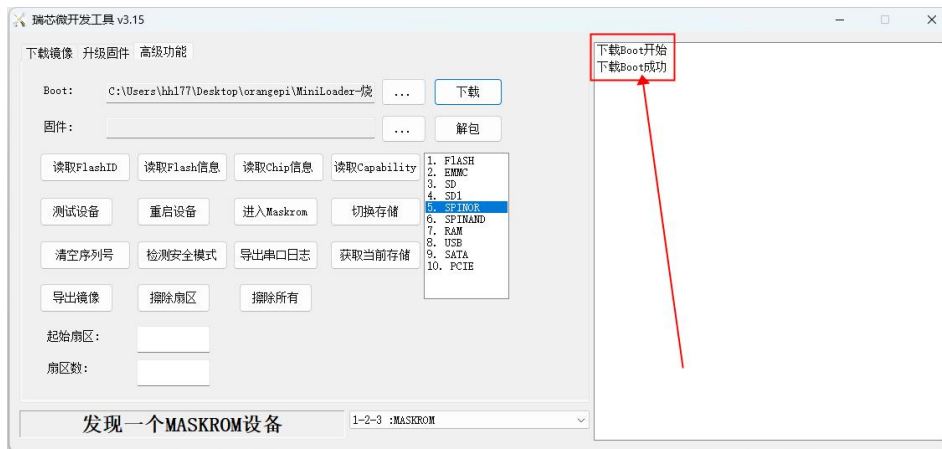 瑞芯微开发工具 v3.15
下载镜像 升级固件 高级功能
Boot: C:\Users\hh177\Desktop\orangepi\MiniLoader-烧 ... 下载
固件: ... 解包
读取FlashID 读取Flash信息 读取Chip信息 读取Capability
测试设备 重启设备 进入Maskrom 切换存储
清空序列号 检测安全模式 导出串口日志 获取当前存储
导出镜像 擦除扇区 擦除所有
1. FLASH
2. EMMC
3. SD
4. SD1
5. SPINOR
6. SPINAND
7. RAM
8. USB
9. SATA
10. PCIE
起始扇区:
扇区数:
发现一个MASKROM设备 1-2-3 :MASKROM
下载Boot开始
下载Boot成功